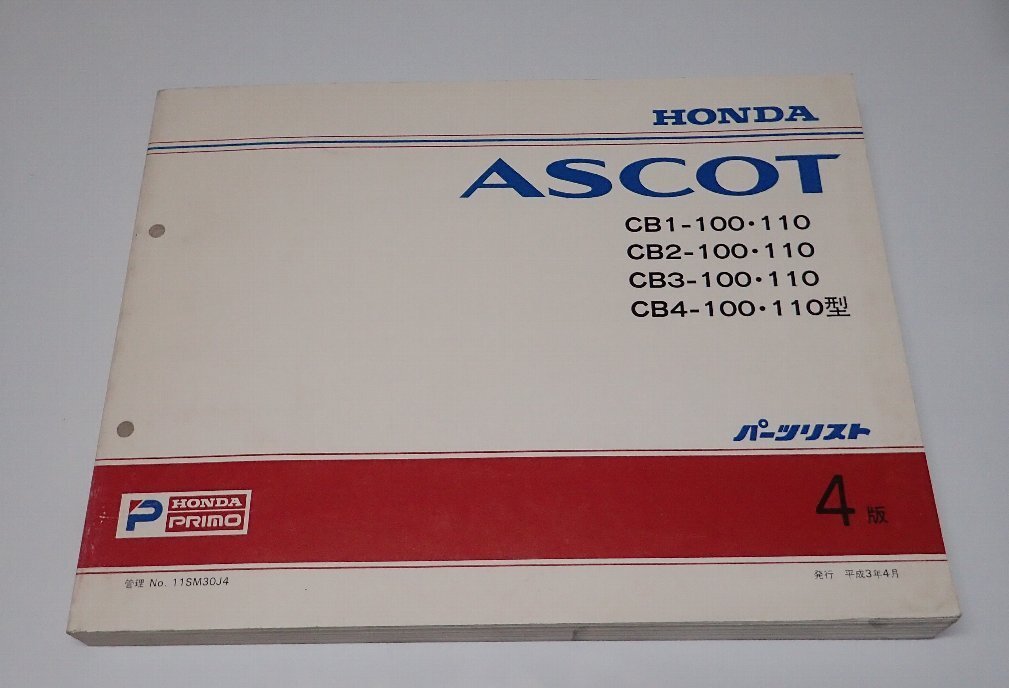 HONDA
ASCOT
CB1-100・110
CB2-100・110
CB3-100・110
CB4-100・110型
パーツリスト
4版
P HONDA
PRIMO
管理 No. 11SM30J4
発行 平成3年4月